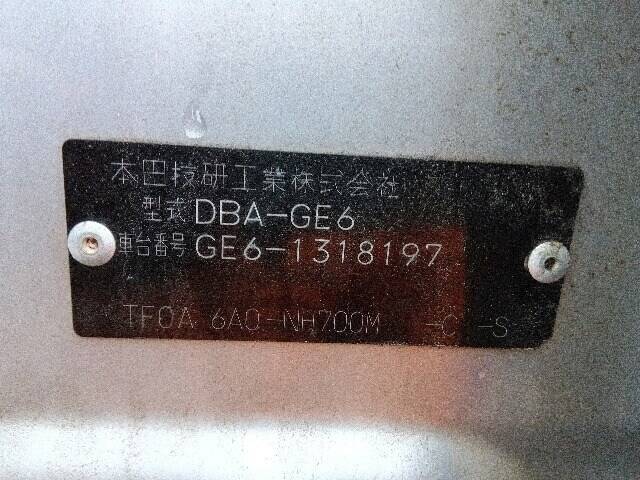 本田技研工業株式会社
型式 DBA-GE6
車台番号 GE6-1318197
TF0A 6A0-NH700M -C -S